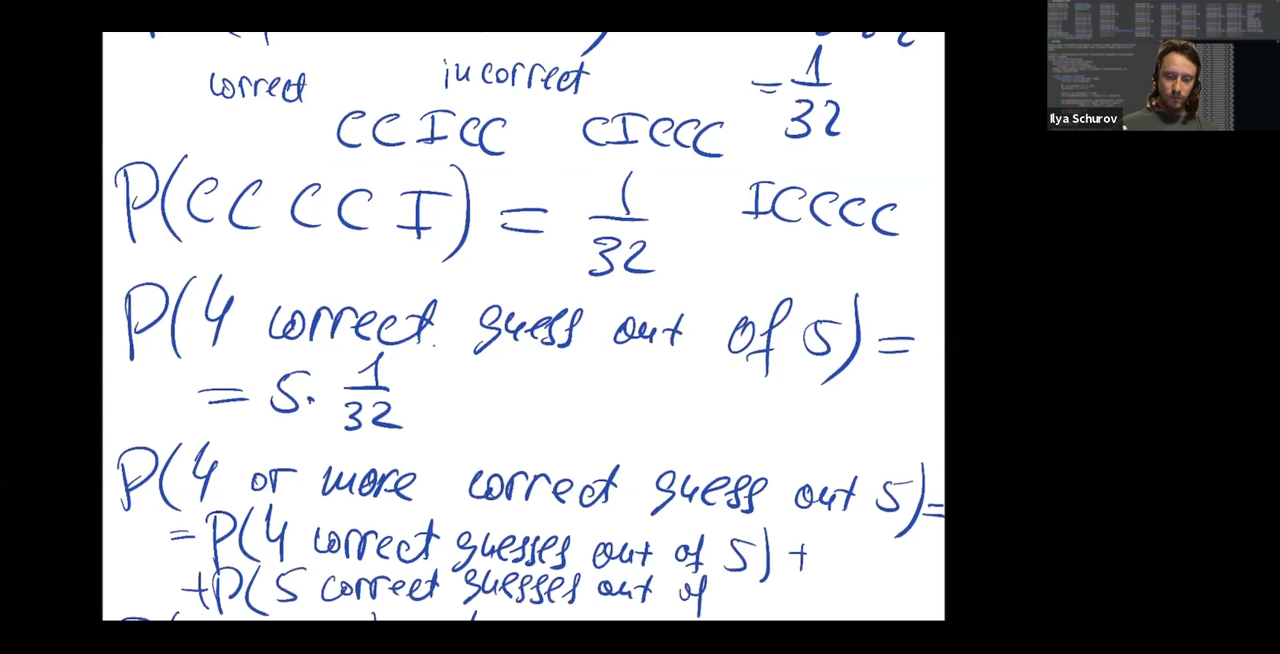 correct incorrect = 1/32
CCICC CICCC
P(CCCCI) = 1/32 ICCCC
P(4 correct guess out of 5) =
= 5 · 1/32
P(4 or more correct guess out 5) =
= P(4 correct guesses out of 5) +
+ P(5 correct guesses out of
Ilya Schurov